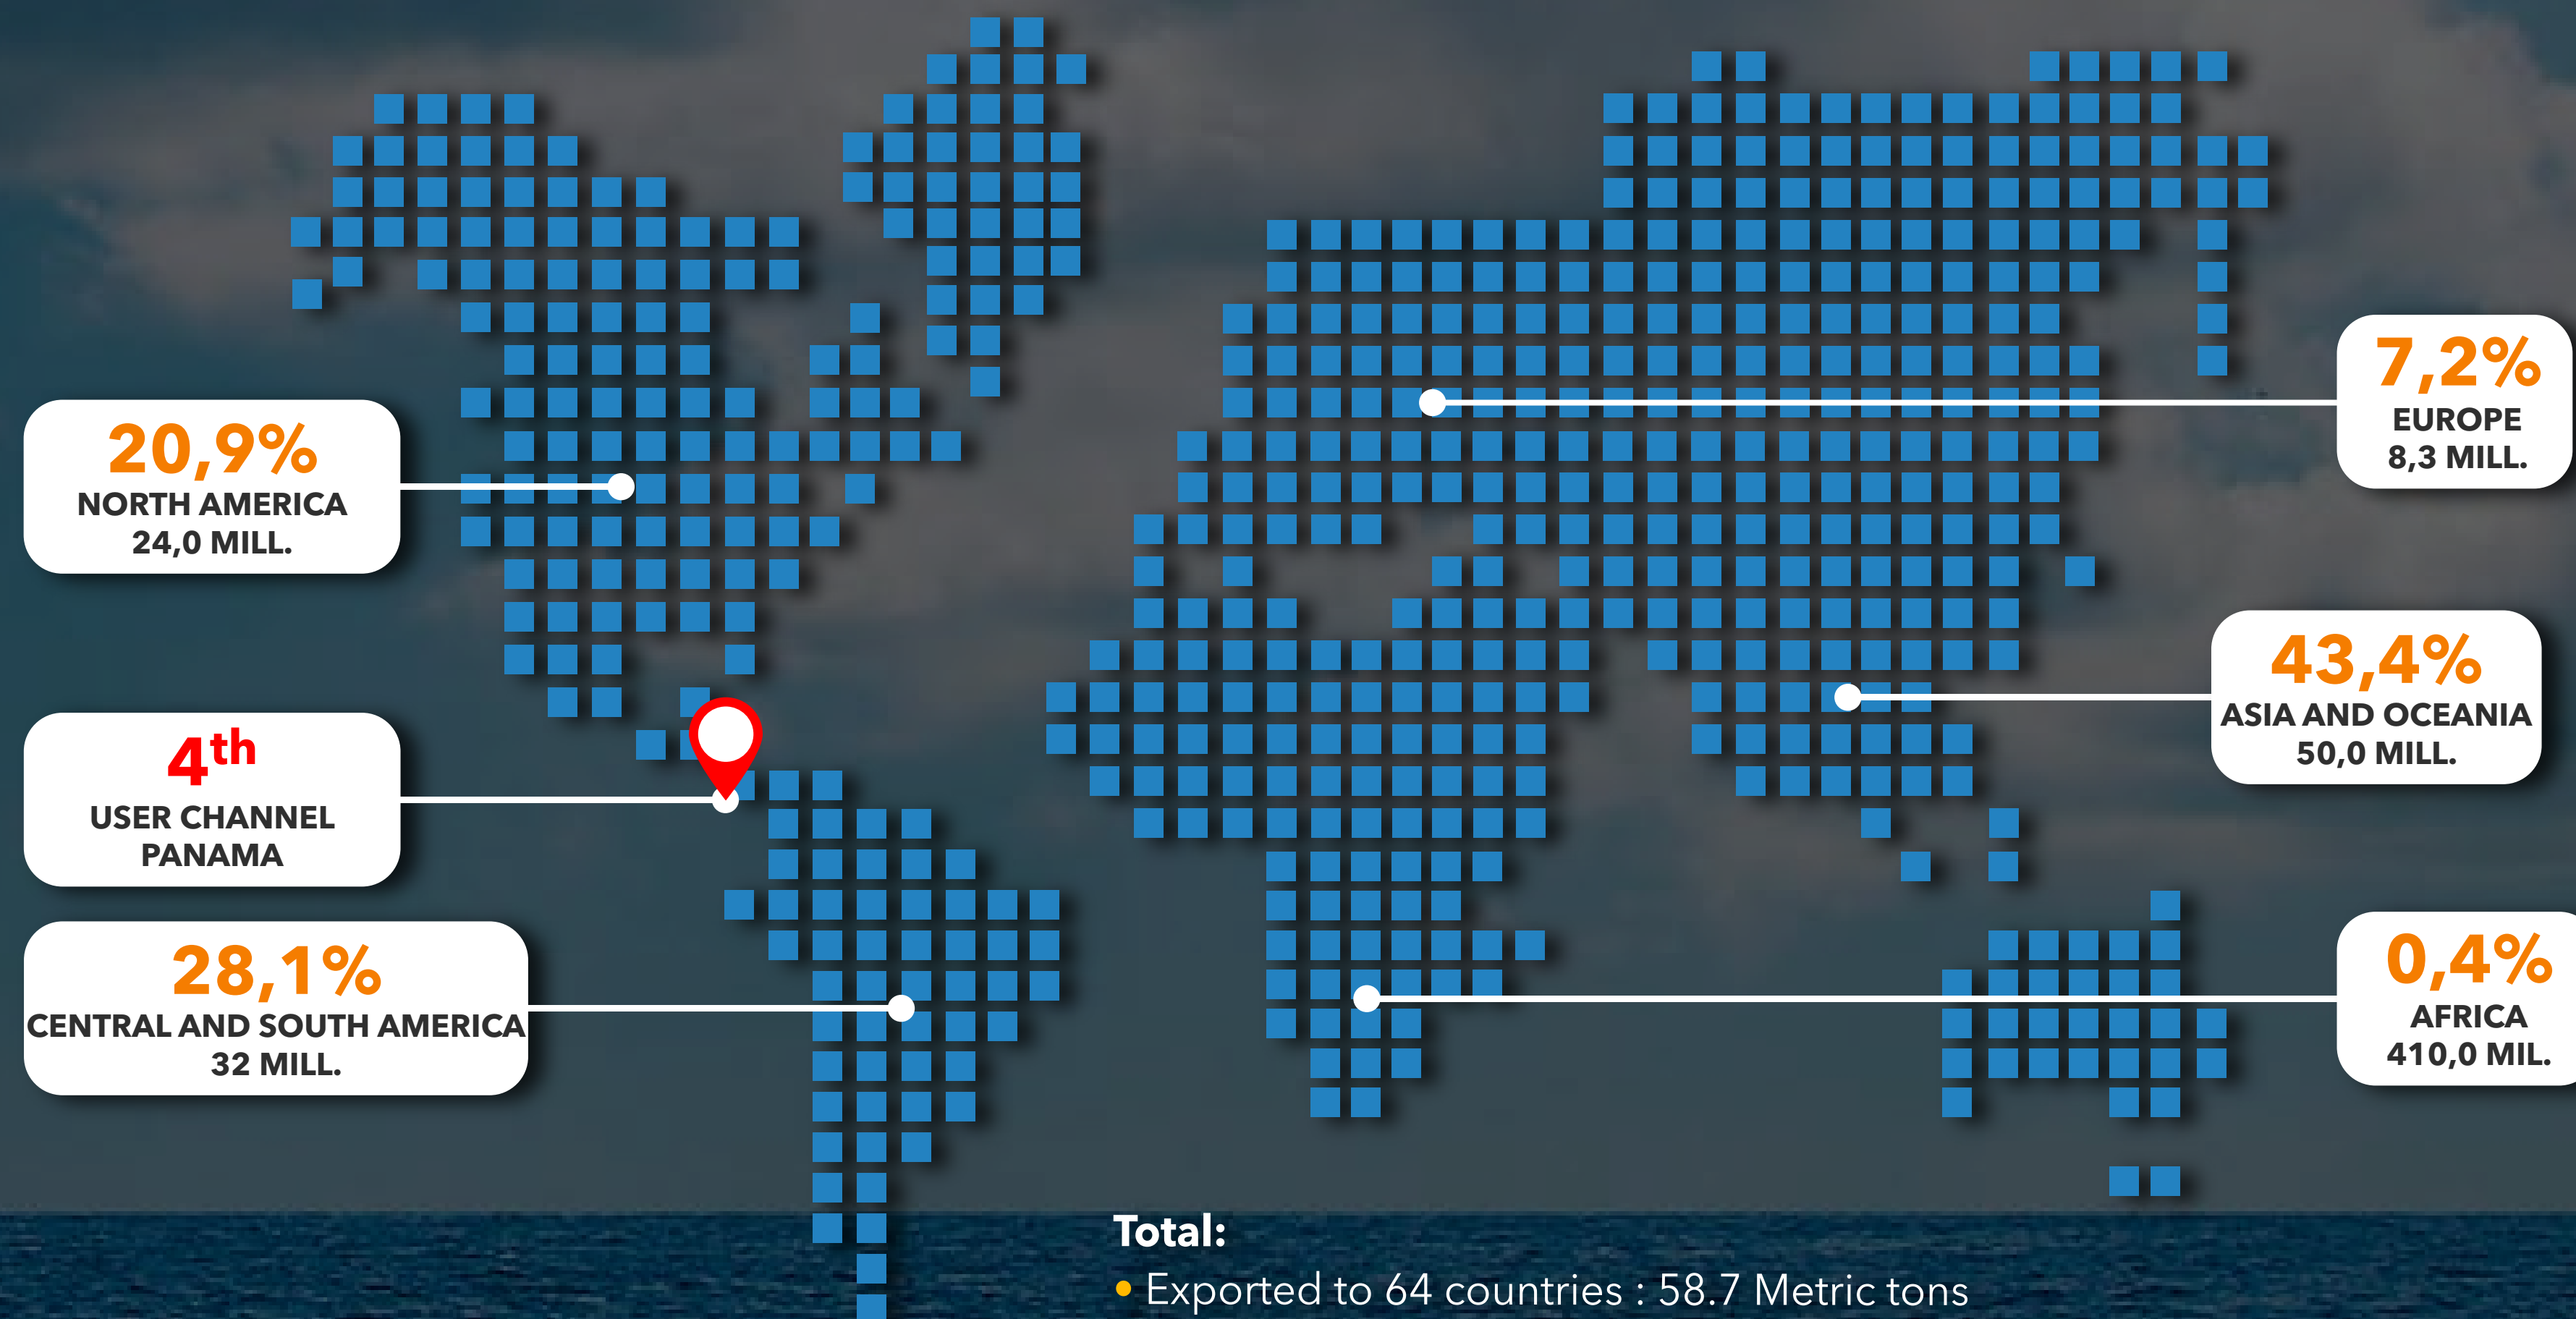 20,9%
NORTH AMERICA
24,0 MILL.
4th
USER CHANNEL
PANAMA
28,1%
CENTRAL AND SOUTH AMERICA
32 MILL.
7,2%
EUROPE
8,3 MILL.
43,4%
ASIA AND OCEANIA
50,0 MILL.
0,4%
AFRICA
410,0 MIL.
Total:
• Exported to 64 countries : 58.7 Metric tons